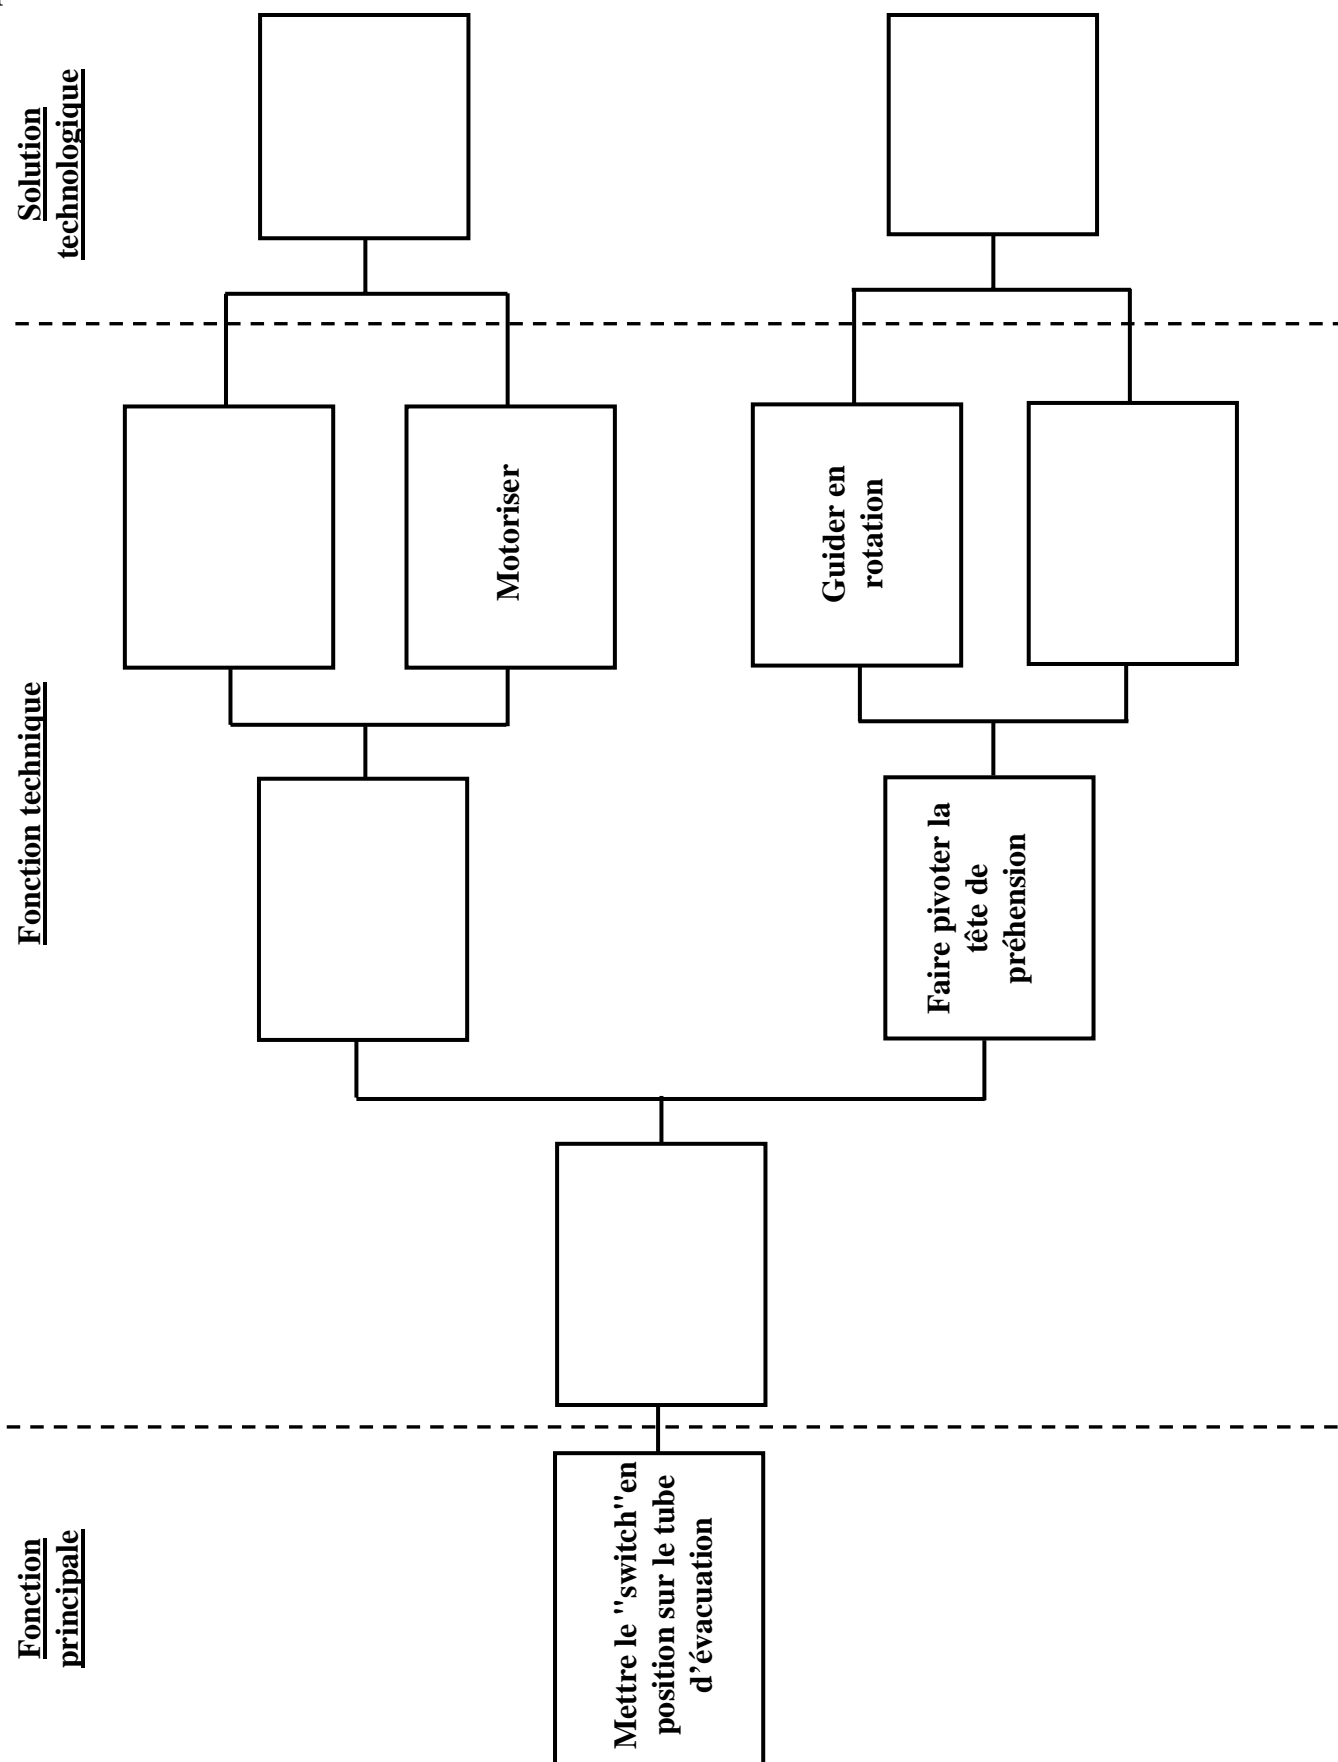 Fonction
principale
Fonction technique
Solution
technologique
Mettre le "switch"en
position sur le tube
d'évacuation
Faire pivoter la
tête de
préhension
Motoriser
Guider en
rotation